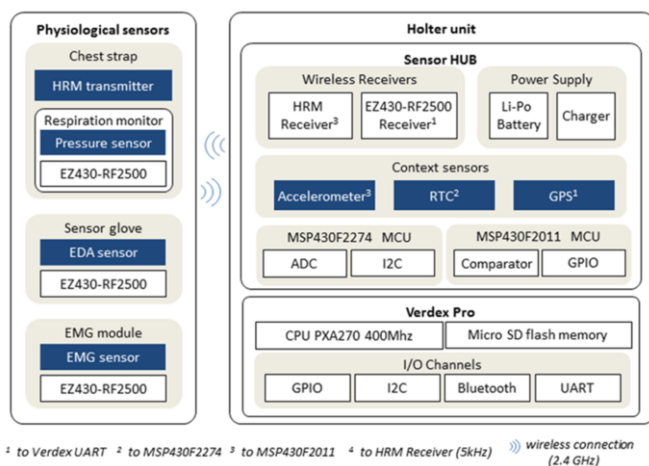 Physiological sensors
Chest strap
HRM transmitter
Respiration monitor
Pressure sensor
EZ430-RF2500
Sensor glove
EDA sensor
EZ430-RF2500
EMG module
EMG sensor
EZ430-RF2500
Holter unit
Sensor HUB
Wireless Receivers
HRM
Receiver³
EZ430-RF2500
Receiver¹
Power Supply
Li-Po
Battery
Charger
Context sensors
Accelerometer³
RTC²
GPS¹
MSP430F2274 MCU
ADC
I2C
MSP430F2011 MCU
Comparator
GPIO
Verdex Pro
CPU PXA270 400Mhz
Micro SD flash memory
I/O Channels
GPIO
I2C
Bluetooth
UART
¹ to Verdex UART ² to MSP430F2274 ³ to MSP430F2011 ⁴ to HRM Receiver (5kHz) wireless connection
(2.4 GHz)